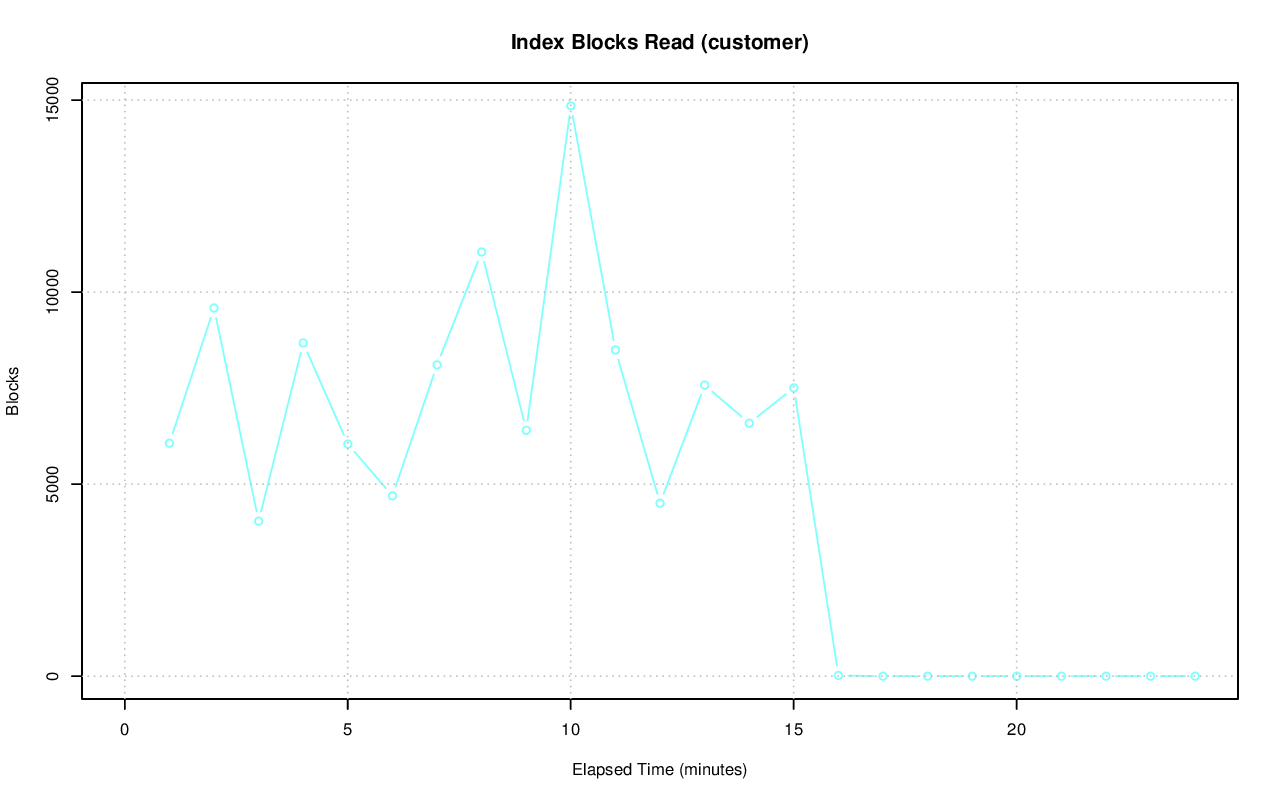 Index Blocks Read (customer)
15000
10000
5000
0
Blocks
0 5 10 15 20
Elapsed Time (minutes)